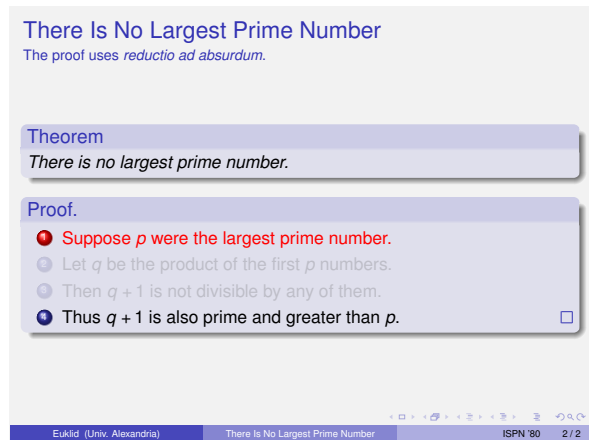 There Is No Largest Prime Number
The proof uses reductio ad absurdum.
Theorem
There is no largest prime number.
Proof.
1 Suppose p were the largest prime number.
2 Let q be the product of the first p numbers.
3 Then q + 1 is not divisible by any of them.
4 Thus q + 1 is also prime and greater than p.
Euklid (Univ. Alexandria) There Is No Largest Prime Number ISPN '80 2 / 2